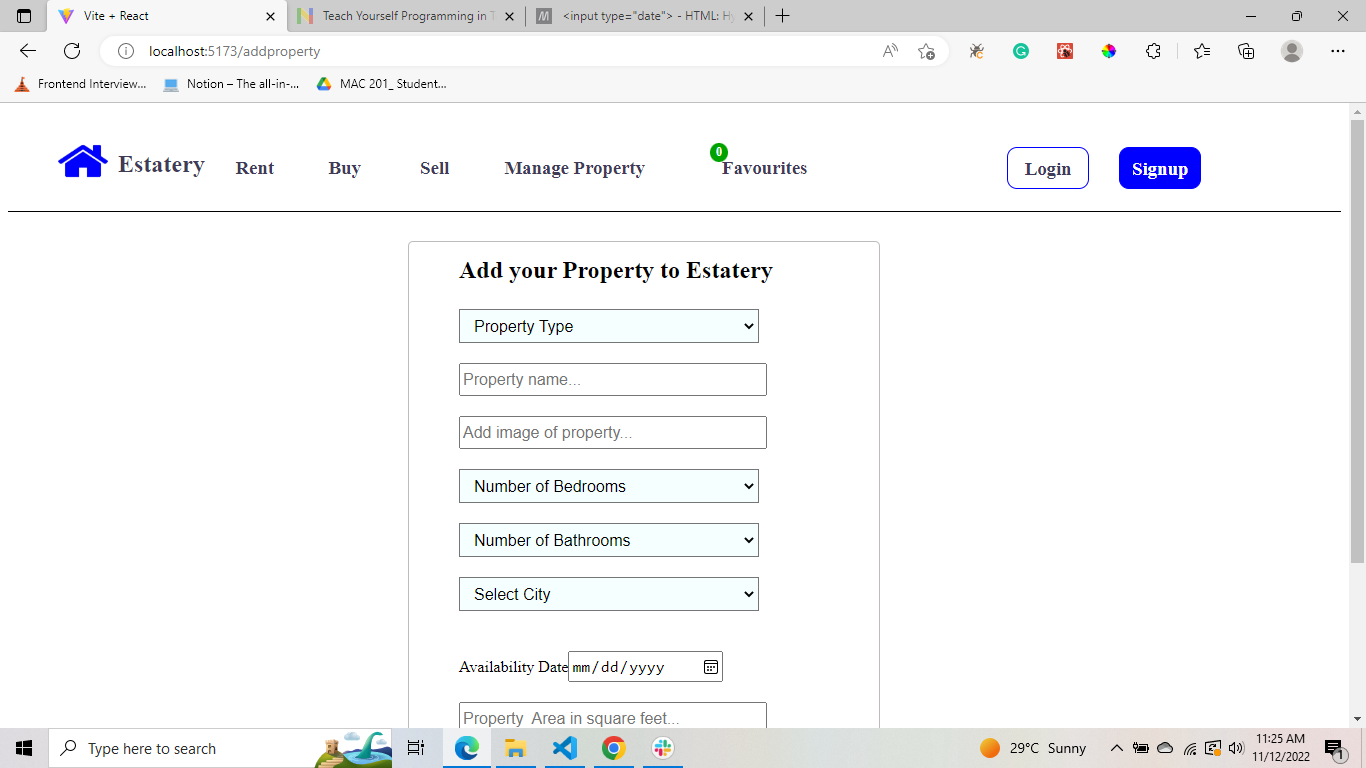 Vite + React
Teach Yourself Programming in T
<input type="date"> - HTML: Hy
localhost:5173/addproperty
Frontend Interview...
Notion – The all-in-...
MAC 201_ Student...
Estatery
Rent
Buy
Sell
Manage Property
0
Favourites
Login
Signup
Add your Property to Estatery
Property Type
Property name...
Add image of property...
Number of Bedrooms
Number of Bathrooms
Select City
Availability Date mm/dd/yyyy
Property Area in square feet...
Type here to search
29°C Sunny
11:25 AM
11/12/2022
1